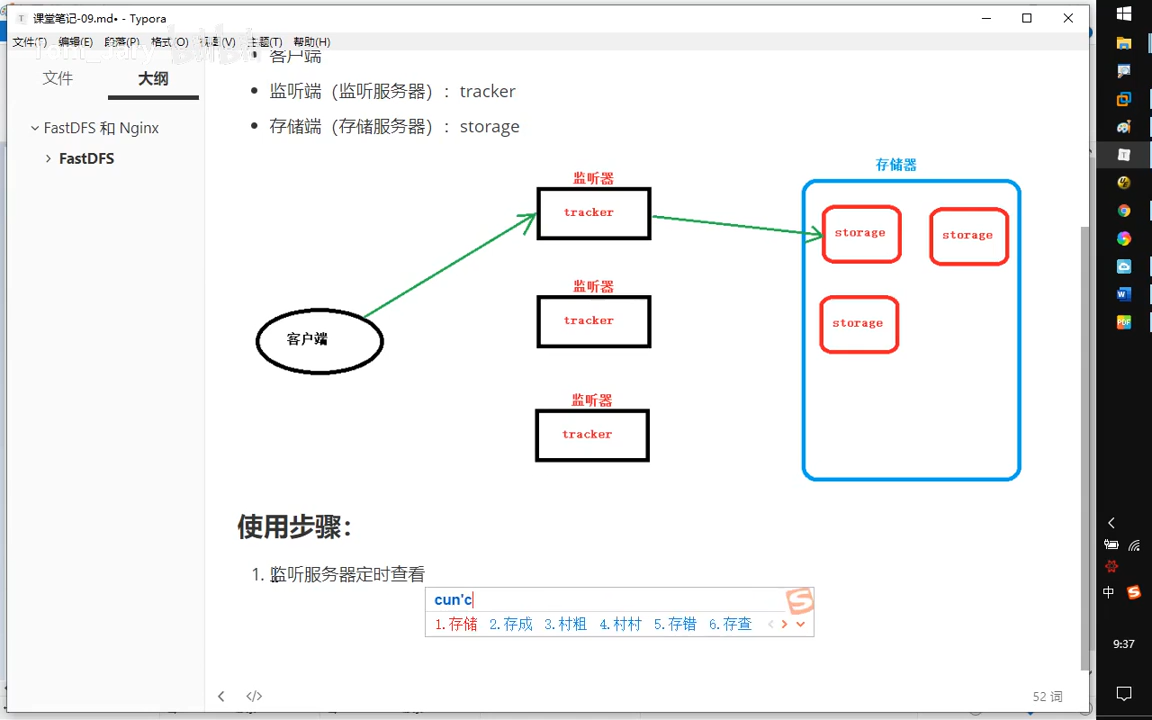 课堂笔记-09.md• - Typora
文件(F) 编辑(E) 段落(P) 格式(O) 视图(V) 主题(T) 帮助(H)
文件 大纲
FastDFS 和 Nginx
FastDFS
• 客户端
• 监听端（监听服务器）：tracker
• 存储端（存储服务器）：storage
存储器
监听器
tracker
storage
storage
监听器
tracker
storage
客户端
监听器
tracker
使用步骤：
1. 监听服务器定时查看
cun'c
1.存储 2.存成 3.村粗 4.村村 5.存错 6.存查
52 词
中
9:37